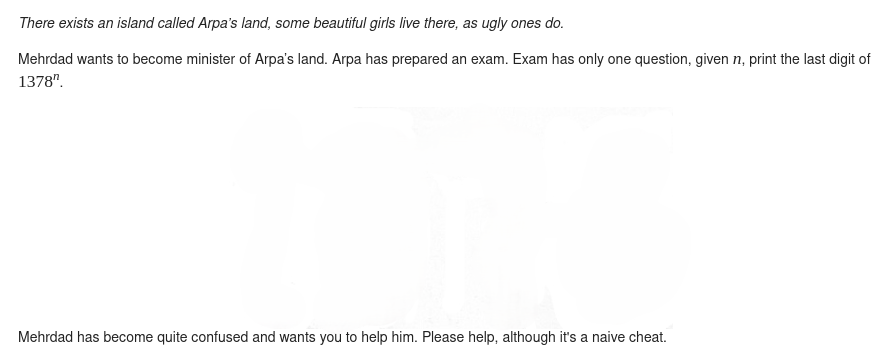 There exists an island called Arpa’s land, some beautiful girls live there, as ugly ones do.
Mehrdad wants to become minister of Arpa’s land. Arpa has prepared an exam. Exam has only one question, given n, print the last digit of
1378ⁿ.
Mehrdad has become quite confused and wants you to help him. Please help, although it's a naive cheat.